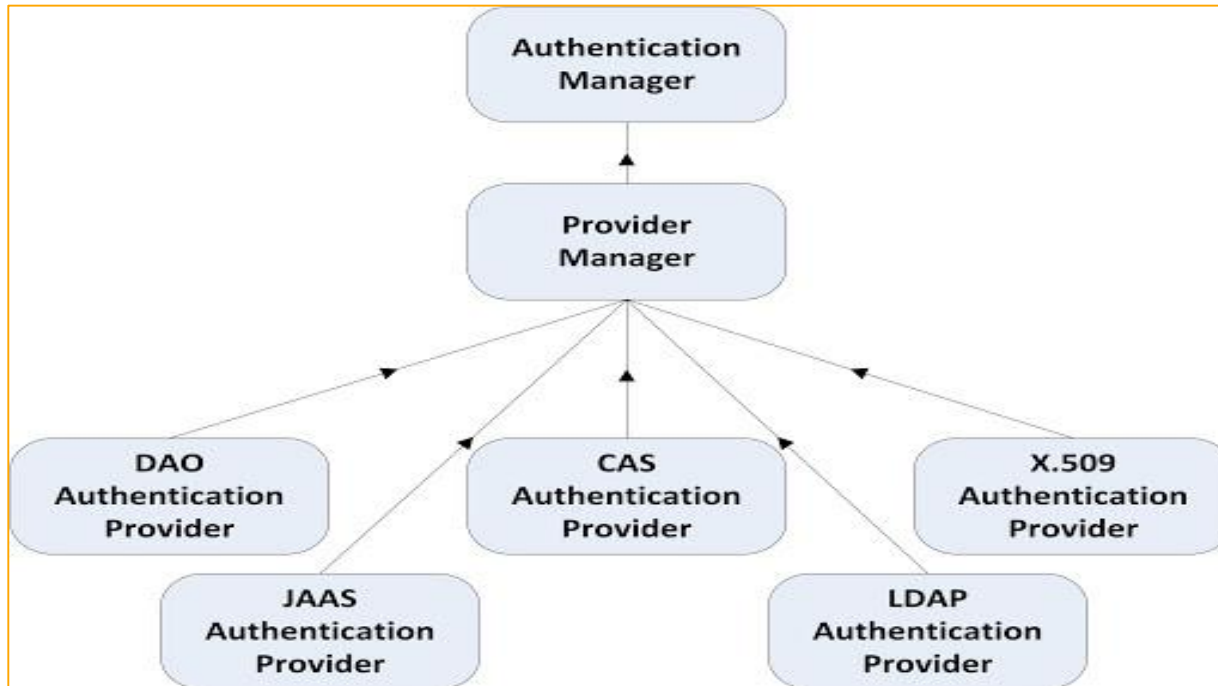 Authentication
Manager
Provider
Manager
DAO
Authentication
Provider
CAS
Authentication
Provider
X.509
Authentication
Provider
JAAS
Authentication
Provider
LDAP
Authentication
Provider